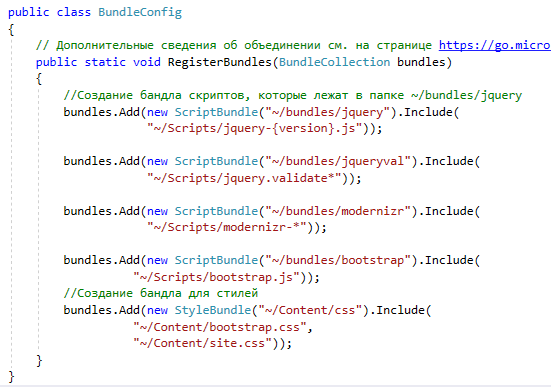 public class BundleConfig
{
// Дополнительные сведения об объединении см. на странице https://go.micro
public static void RegisterBundles(BundleCollection bundles)
{
//Создание бандла скриптов, которые лежат в папке ~/bundles/jquery
bundles.Add(new ScriptBundle("~/bundles/jquery").Include(
"~/Scripts/jquery-{version}.js"));
bundles.Add(new ScriptBundle("~/bundles/jqueryval").Include(
"~/Scripts/jquery.validate*"));
bundles.Add(new ScriptBundle("~/bundles/modernizr").Include(
"~/Scripts/modernizr-*"));
bundles.Add(new ScriptBundle("~/bundles/bootstrap").Include(
"~/Scripts/bootstrap.js"));
//Создание бандла для стилей
bundles.Add(new StyleBundle("~/Content/css").Include(
"~/Content/bootstrap.css",
"~/Content/site.css"));
}
}